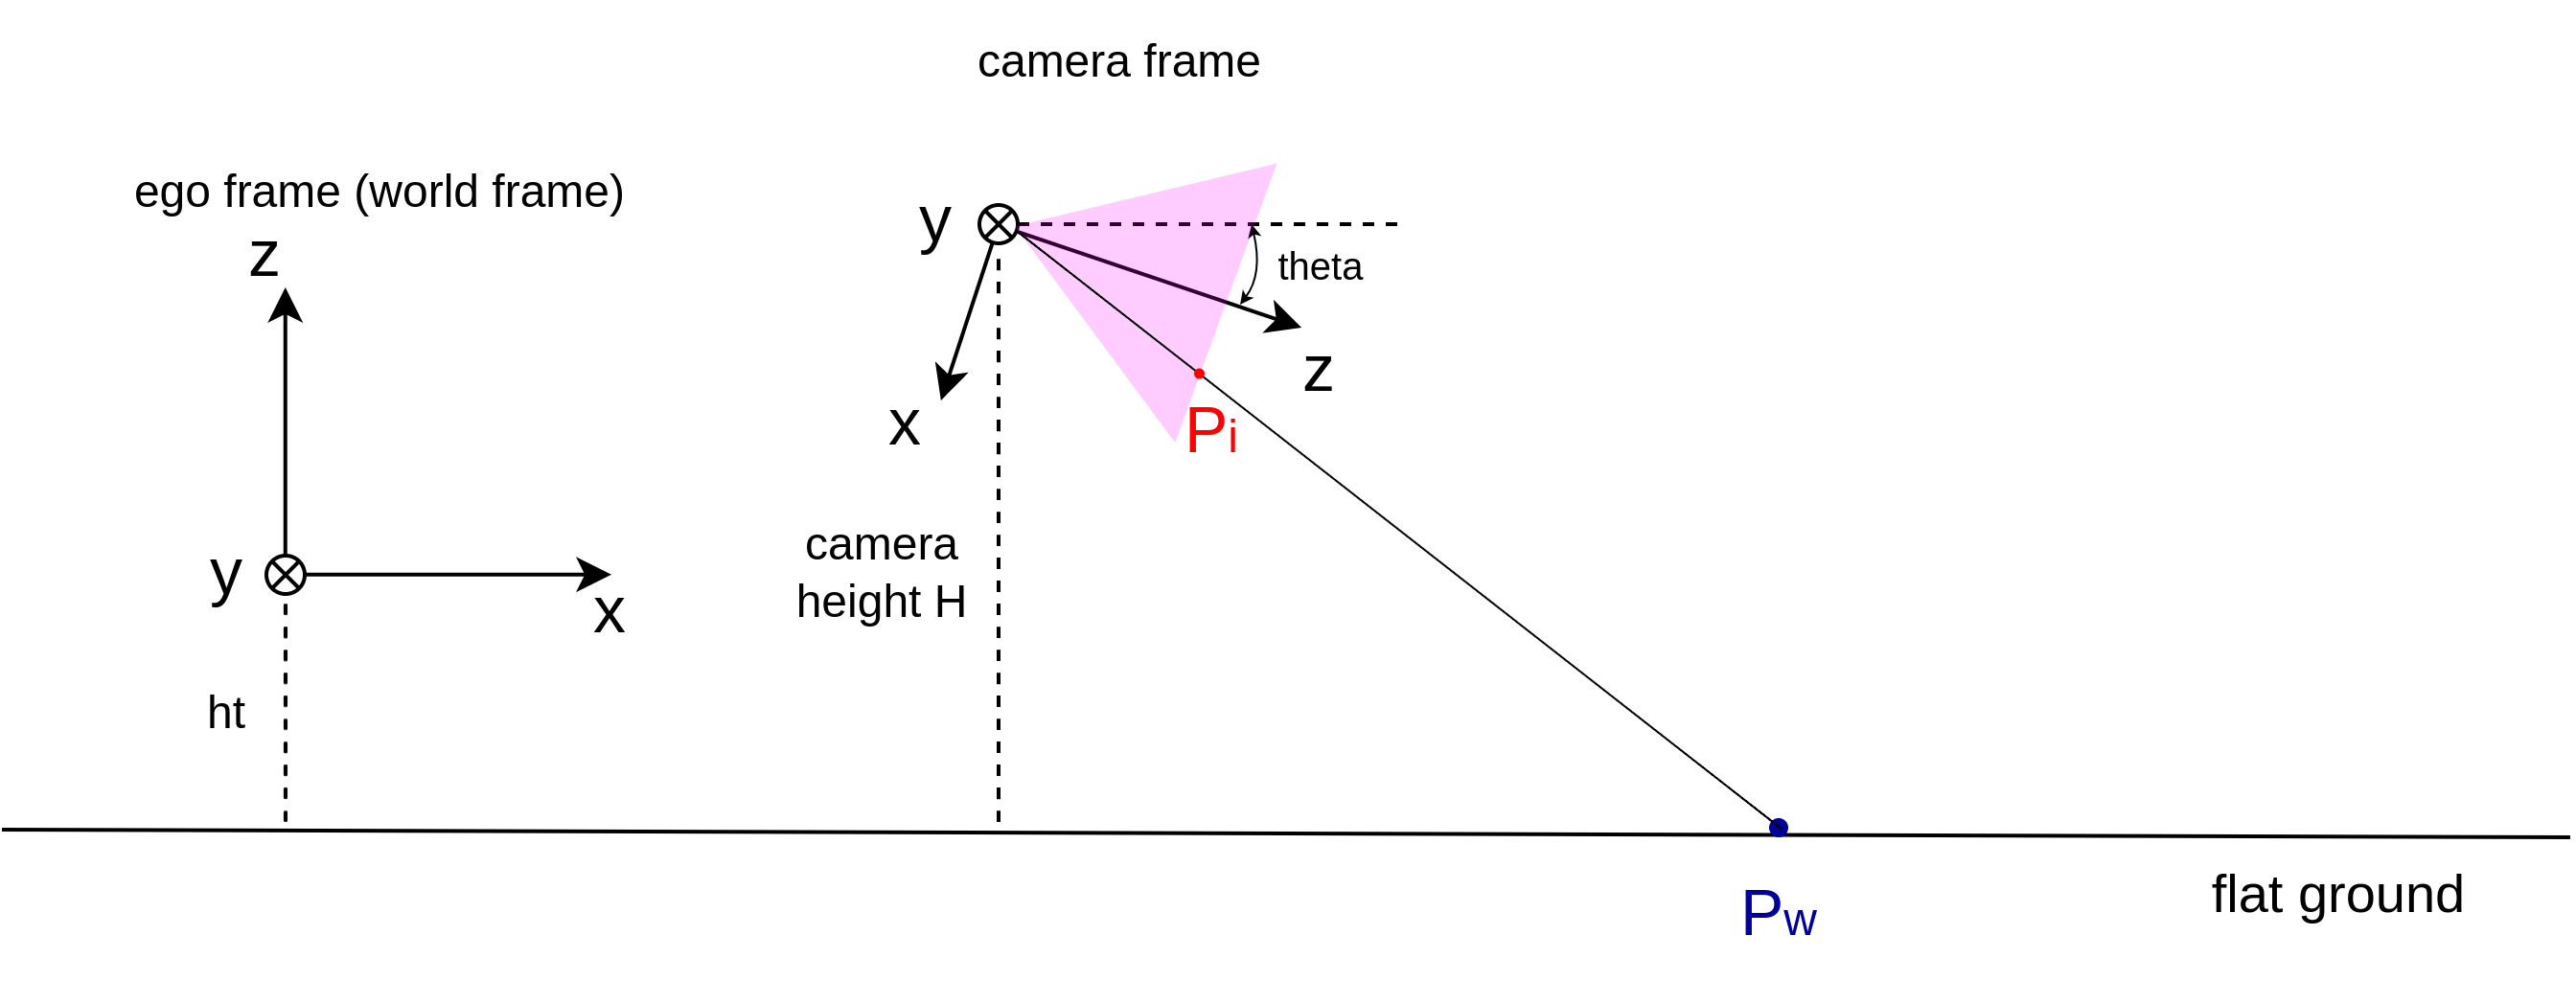 camera frame
ego frame (world frame)
z
y
theta
z
x
Pi
camera
height H
y
x
ht
flat ground
Pw